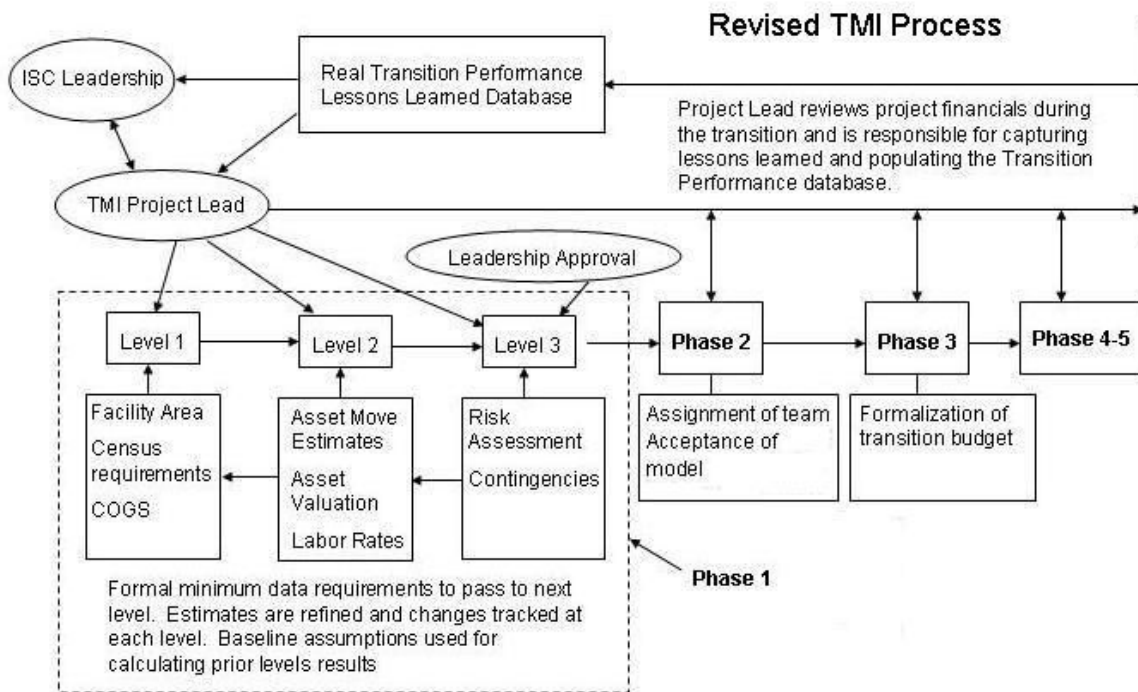 Revised TMI Process
ISC Leadership
Real Transition Performance
Lessons Learned Database
Project Lead reviews project financials during
the transition and is responsible for capturing
lessons learned and populating the Transition
Performance database.
TMI Project Lead
Leadership Approval
Level 1
Level 2
Level 3
Phase 2
Phase 3
Phase 4-5
Facility Area
Census
requirements
COGS
Asset Move
Estimates
Asset
Valuation
Labor Rates
Risk
Assessment
Contingencies
Assignment of team
Acceptance of
model
Formalization of
transition budget
Phase 1
Formal minimum data requirements to pass to next
level. Estimates are refined and changes tracked at
each level. Baseline assumptions used for
calculating prior levels results